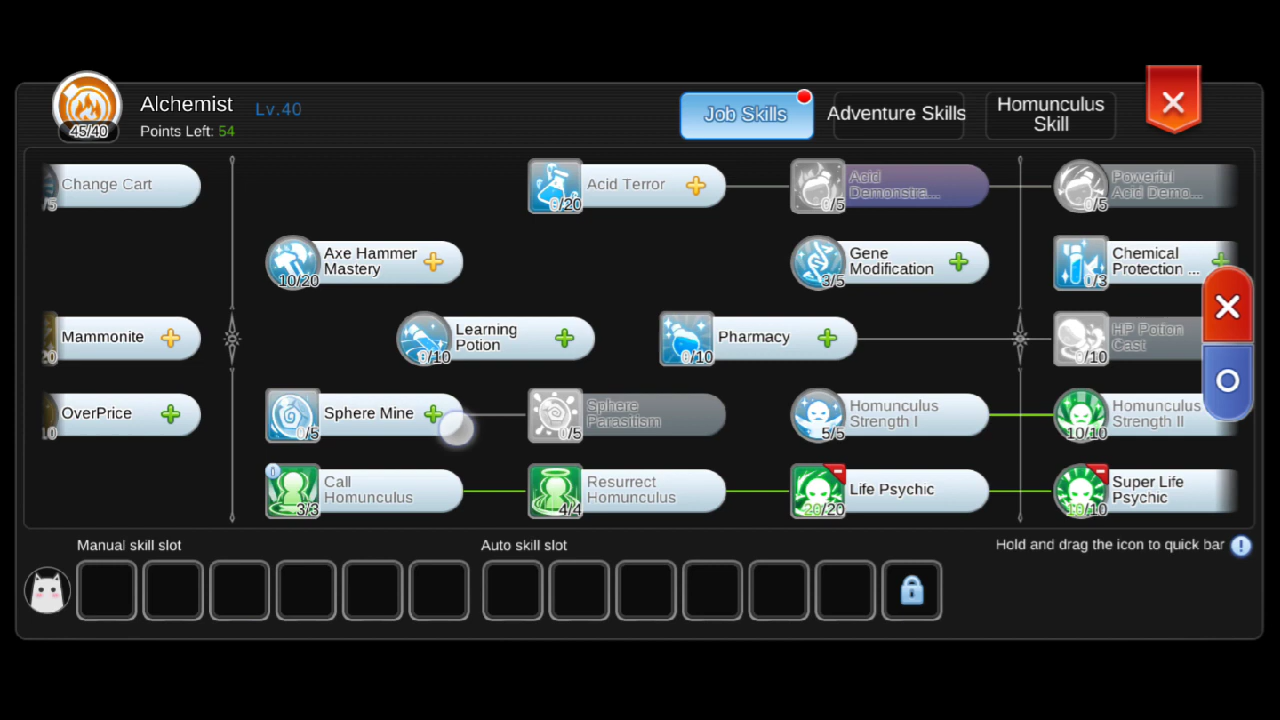 Alchemist
Lv.40
45/40
Points Left: 54
Job Skills
Adventure Skills
Homunculus
Skill
Change Cart
/5
Acid Terror
0/20
Acid
Demonstra...
0/5
Powerful
Acid Demo...
0/5
Axe Hammer
Mastery
10/20
Gene
Modification
3/5
Chemical
Protection ...
0/3
Mammonite
20
Learning
Potion
0/10
Pharmacy
0/10
HP Potion
Cast
0/10
OverPrice
10
Sphere Mine
0/5
Sphere
Parasitism
0/5
Homunculus
Strength I
5/5
Homunculus
Strength II
10/10
Call
Homunculus
3/3
Resurrect
Homunculus
4/4
Life Psychic
20/20
Super Life
Psychic
10/10
Manual skill slot
Auto skill slot
Hold and drag the icon to quick bar